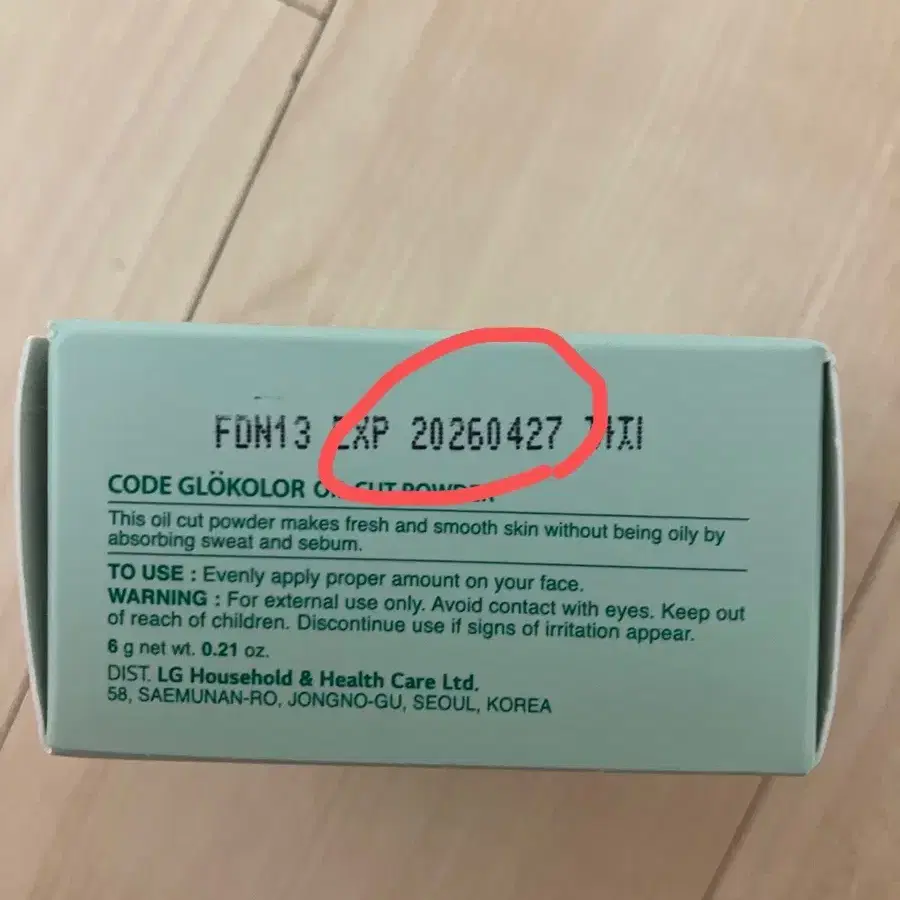 FDN13 EXP 20260427 까지
CODE GLÖKOLOR OIL CUT POWDER
This oil cut powder makes fresh and smooth skin without being oily by
absorbing sweat and sebum.
TO USE : Evenly apply proper amount on your face.
WARNING : For external use only. Avoid contact with eyes. Keep out
of reach of children. Discontinue use if signs of irritation appear.
6 g net wt. 0.21 oz.
DIST. LG Household & Health Care Ltd.
58, SAEMUNAN-RO, JONGNO-GU, SEOUL, KOREA